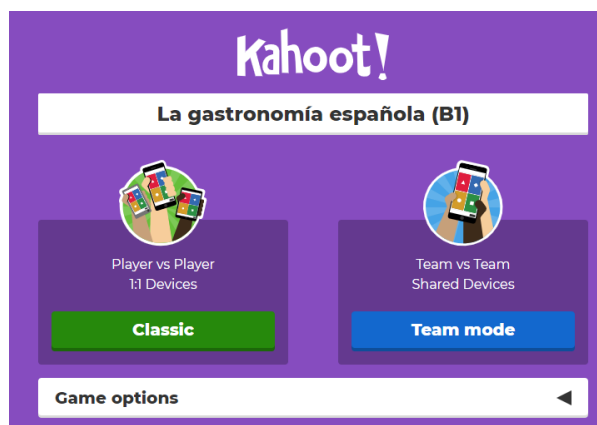 Kahoot!
La gastronomía española (B1)
Player vs Player
1:1 Devices
Classic
Team vs Team
Shared Devices
Team mode
Game options